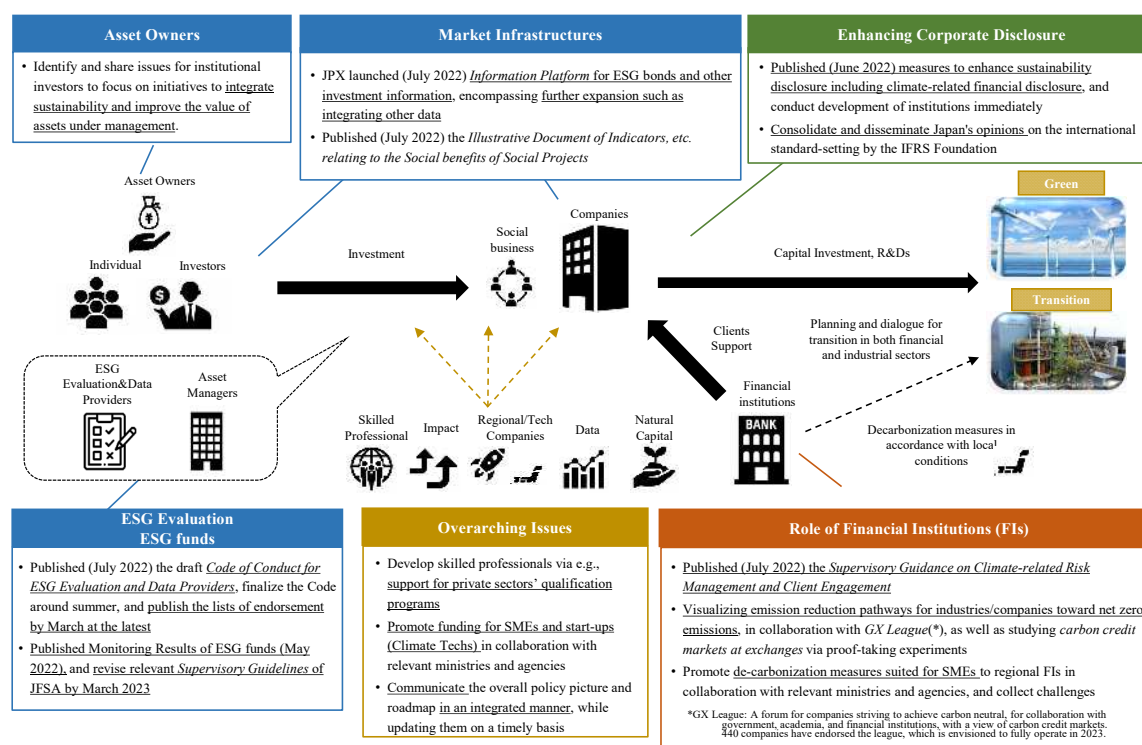 Asset Owners
• Identify and share issues for institutional
investors to focus on initiatives to integrate
sustainability and improve the value of
assets under management.
Market Infrastructures
• JPX launched (July 2022) Information Platform for ESG bonds and other
investment information, encompassing further expansion such as
integrating other data
• Published (July 2022) the Illustrative Document of Indicators, etc.
relating to the Social benefits of Social Projects
Enhancing Corporate Disclosure
• Published (June 2022) measures to enhance sustainability
disclosure including climate-related financial disclosure, and
conduct development of institutions immediately
• Consolidate and disseminate Japan's opinions on the international
standard-setting by the IFRS Foundation
Asset Owners
¥
Individual
Investors
$
Investment
Social
business
Companies
Capital Investment, R&Ds
Green
Transition
Clients
Support
Planning and dialogue for
transition in both financial
and industrial sectors
ESG
Evaluation&Data
Providers
Asset
Managers
Skilled
Professional
Impact
Regional/Tech
Companies
Data
Natural
Capital
Financial
institutions
BANK
Decarbonization measures in
accordance with local
conditions
ESG Evaluation
ESG funds
• Published (July 2022) the draft Code of Conduct for
ESG Evaluation and Data Providers, finalize the Code
around summer, and publish the lists of endorsement
by March at the latest
• Published Monitoring Results of ESG funds (May
2022), and revise relevant Supervisory Guidelines of
JFSA by March 2023
Overarching Issues
• Develop skilled professionals via e.g.,
support for private sectors' qualification
programs
• Promote funding for SMEs and start-ups
(Climate Techs) in collaboration with
relevant ministries and agencies
• Communicate the overall policy picture and
roadmap in an integrated manner, while
updating them on a timely basis
Role of Financial Institutions (FIs)
• Published (July 2022) the Supervisory Guidance on Climate-related Risk
Management and Client Engagement
• Visualizing emission reduction pathways for industries/companies toward net zero
emissions, in collaboration with GX League(*), as well as studying carbon credit
markets at exchanges via proof-taking experiments
• Promote de-carbonization measures suited for SMEs to regional FIs in
collaboration with relevant ministries and agencies, and collect challenges
*GX League: A forum for companies striving to achieve carbon neutral, for collaboration with
government, academia, and financial institutions, with a view of carbon credit markets.
440 companies have endorsed the league, which is envisioned to fully operate in 2023.